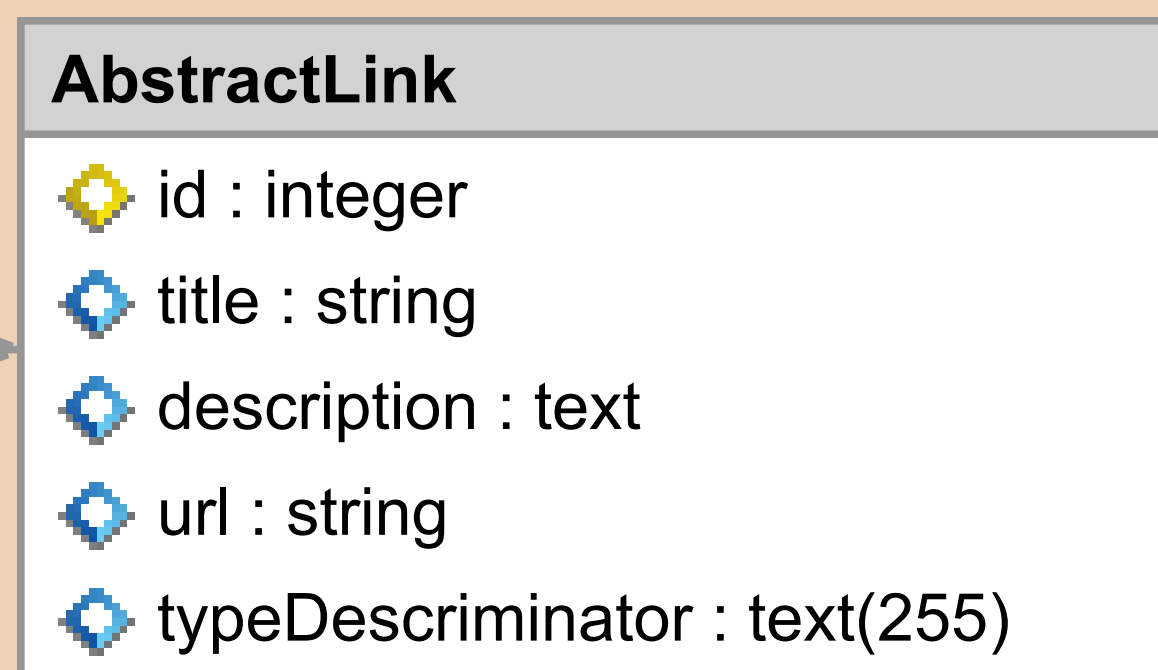 AbstractLink
id : integer
title : string
description : text
url : string
typeDescriminator : text(255)